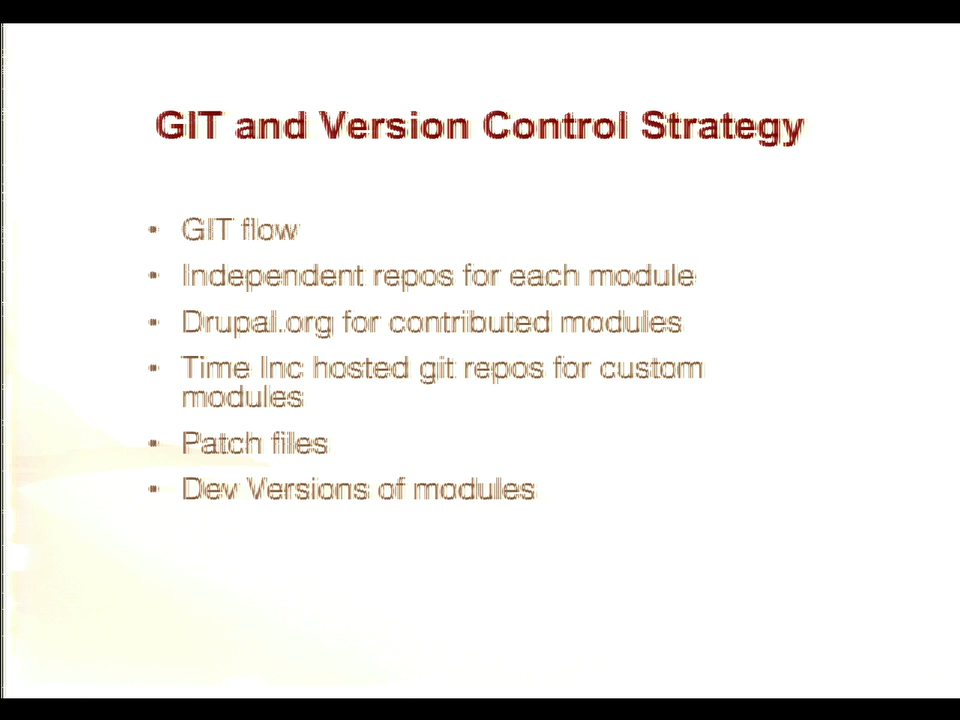 GIT and Version Control Strategy
• GIT flow
• Independent repos for each module
• Drupal.org for contributed modules
• Time Inc hosted git repos for custom
modules
• Patch files
• Dev Versions of modules